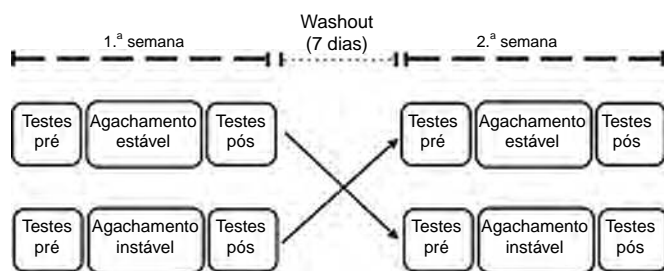 Washout
(7 dias)
1.ª semana
2.ª semana
Testes
pré
Agachamento
estável
Testes
pós
Testes
pré
Agachamento
estável
Testes
pós
Testes
pré
Agachamento
instável
Testes
pós
Testes
pré
Agachamento
instável
Testes
pós